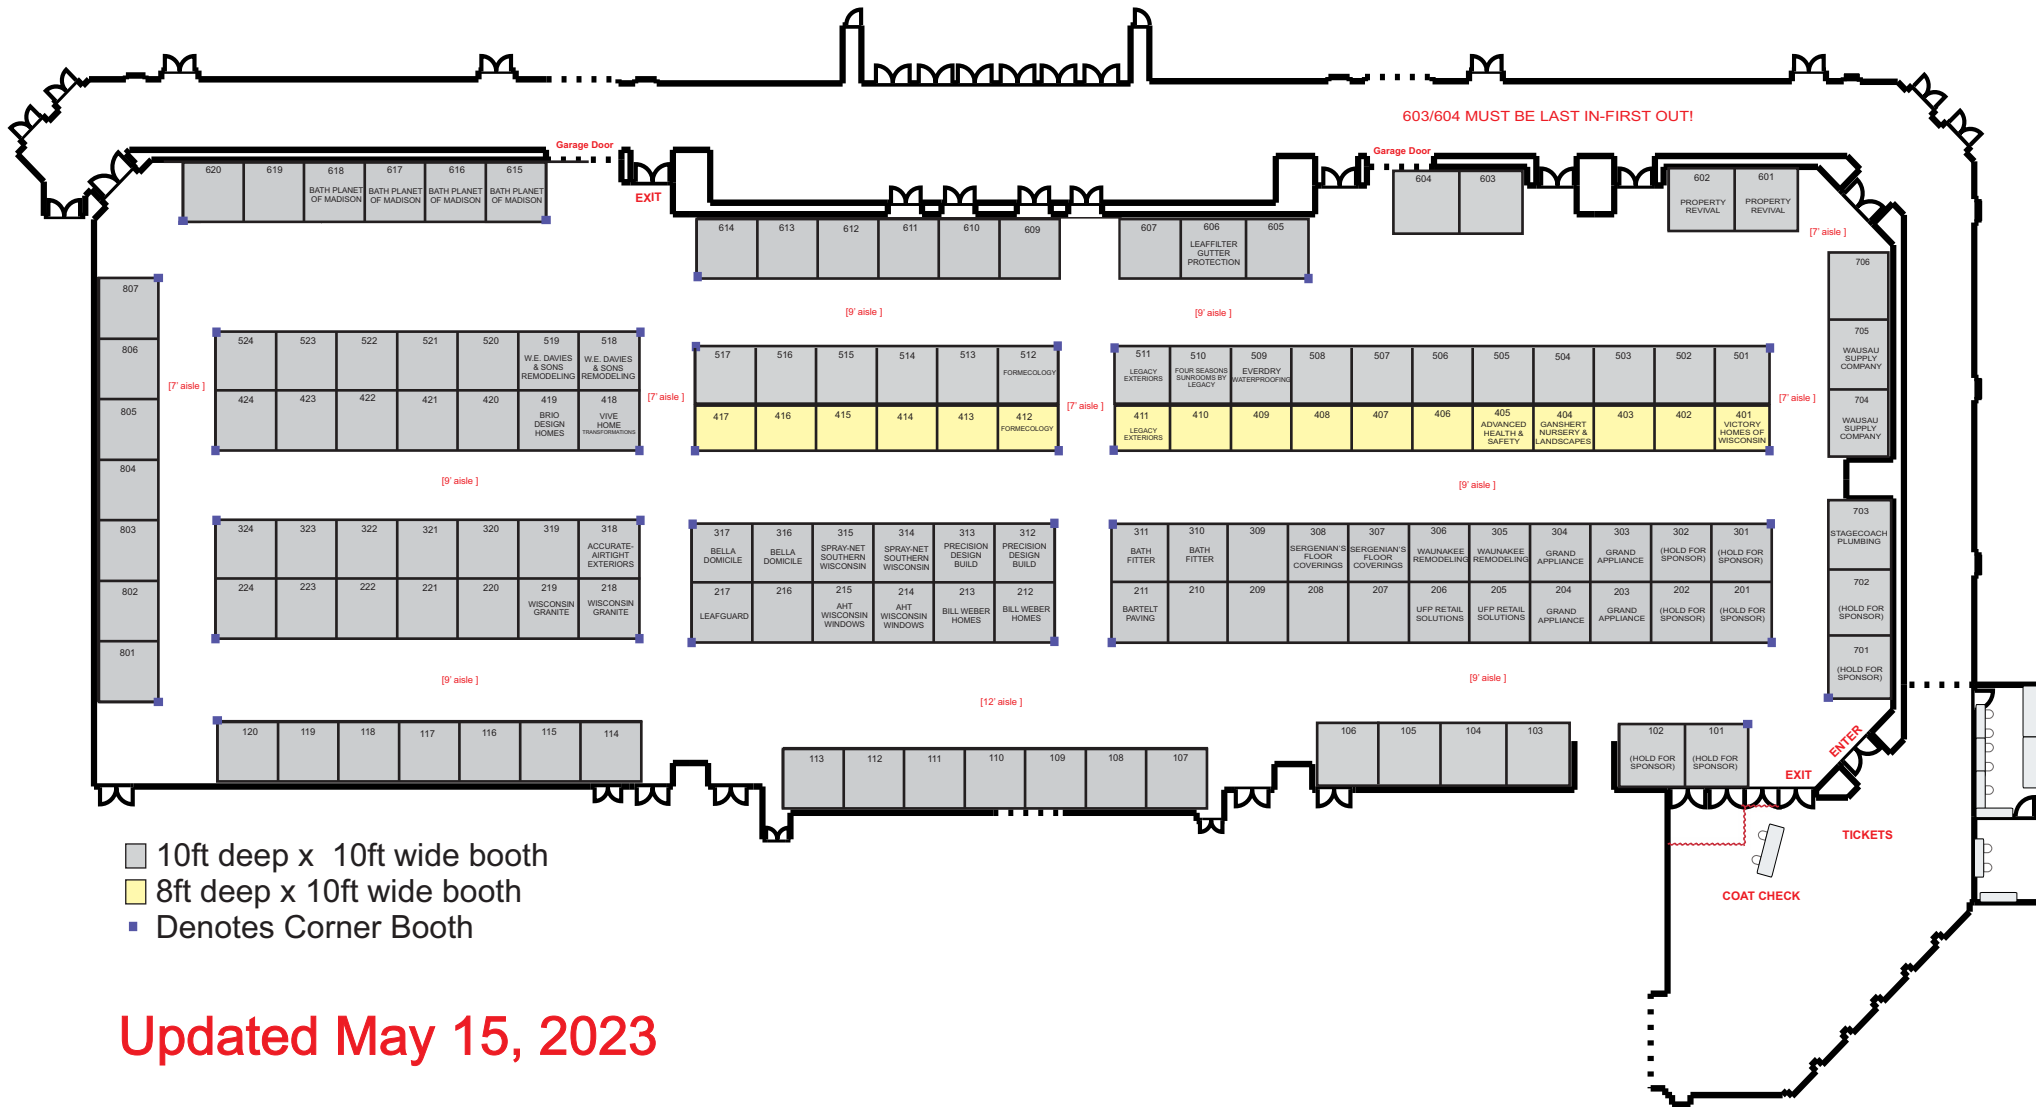 603/604 MUST BE LAST IN-FIRST OUT!
Garage Door
Garage Door
EXIT
620
619
618
BATH PLANET
OF MADISON
617
BATH PLANET
OF MADISON
616
BATH PLANET
OF MADISON
615
BATH PLANET
OF MADISON
614
613
612
611
610
609
607
606
LEAFFILTER
GUTTER
PROTECTION
605
604
603
602
PROPERTY
REVIVAL
601
PROPERTY
REVIVAL
[7' aisle ]
[9' aisle ]
[9' aisle ]
807
806
805
804
803
802
801
[7' aisle ]
524
523
522
521
520
519
W.E. DAVIES
& SONS
REMODELING
518
W.E. DAVIES
& SONS
REMODELING
424
423
422
421
420
419
BRIO
DESIGN
HOMES
418
VIVE
HOME
TRANSFORMATIONS
[7' aisle ]
517
516
515
514
513
512
FORMECOLOGY
417
416
415
414
413
412
FORMECOLOGY
[7' aisle ]
511
LEGACY
EXTERIORS
510
FOUR SEASONS
SUNROOMS BY
LEGACY
509
EVERDRY
WATERPROOFING
508
507
506
505
504
503
502
501
411
LEGACY
EXTERIORS
410
409
408
407
406
405
ADVANCED
HEALTH &
SAFETY
404
GANSHERT
NURSERY &
LANDSCAPES
403
402
401
VICTORY
HOMES OF
WISCONSIN
[7' aisle ]
706
705
WAUSAU
SUPPLY
COMPANY
704
WAUSAU
SUPPLY
COMPANY
[9' aisle ]
[9' aisle ]
324
323
322
321
320
319
318
ACCURATE-
AIRTIGHT
EXTERIORS
224
223
222
221
220
219
WISCONSIN
GRANITE
218
WISCONSIN
GRANITE
317
BELLA
DOMICILE
316
BELLA
DOMICILE
315
SPRAY-NET
SOUTHERN
WISCONSIN
314
SPRAY-NET
SOUTHERN
WISCONSIN
313
PRECISION
DESIGN
BUILD
312
PRECISION
DESIGN
BUILD
217
LEAFGUARD
216
215
AHT
WISCONSIN
WINDOWS
214
AHT
WISCONSIN
WINDOWS
213
BILL WEBER
HOMES
212
BILL WEBER
HOMES
311
BATH
FITTER
310
BATH
FITTER
309
308
SERGENIAN'S
FLOOR
COVERINGS
307
SERGENIAN'S
FLOOR
COVERINGS
306
WAUNAKEE
REMODELING
305
WAUNAKEE
REMODELING
304
GRAND
APPLIANCE
303
GRAND
APPLIANCE
302
(HOLD FOR
SPONSOR)
301
(HOLD FOR
SPONSOR)
211
BARTELT
PAVING
210
209
208
207
206
UFP RETAIL
SOLUTIONS
205
UFP RETAIL
SOLUTIONS
204
GRAND
APPLIANCE
203
GRAND
APPLIANCE
202
(HOLD FOR
SPONSOR)
201
(HOLD FOR
SPONSOR)
703
STAGECOACH
PLUMBING
702
(HOLD FOR
SPONSOR)
701
(HOLD FOR
SPONSOR)
[9' aisle ]
[12' aisle ]
[9' aisle ]
120
119
118
117
116
115
114
113
112
111
110
109
108
107
106
105
104
103
102
(HOLD FOR
SPONSOR)
101
(HOLD FOR
SPONSOR)
ENTER
EXIT
TICKETS
COAT CHECK
10ft deep x 10ft wide booth
8ft deep x 10ft wide booth
Denotes Corner Booth
Updated May 15, 2023